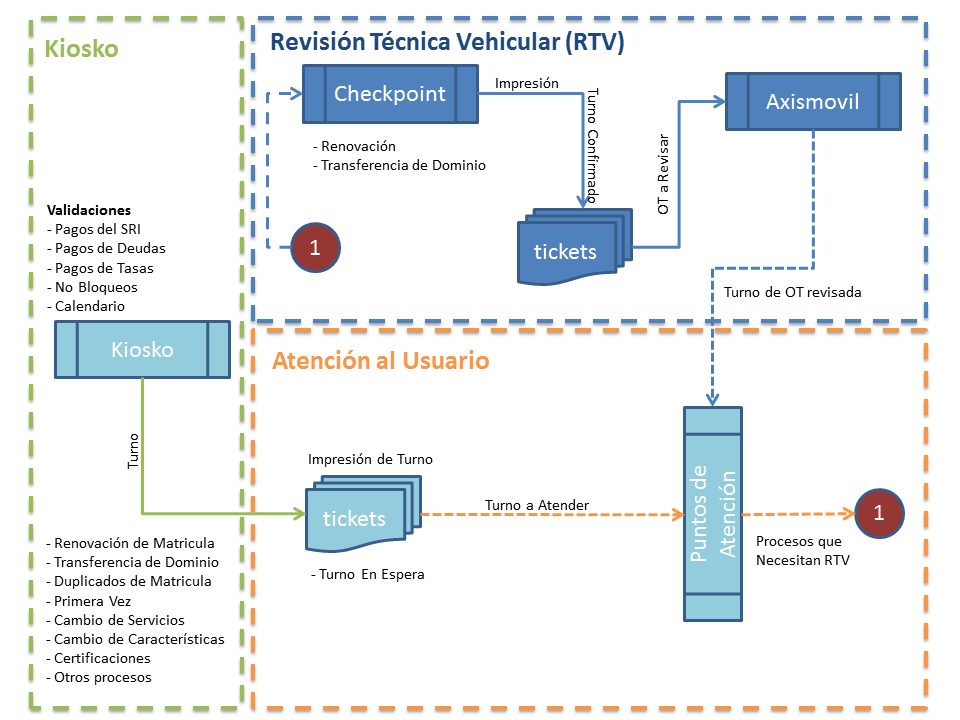 Kiosko
Validaciones
- Pagos del SRI
- Pagos de Deudas
- Pagos de Tasas
- No Bloqueos
- Calendario
Kiosko
Turno
- Renovación de Matricula
- Transferencia de Dominio
- Duplicados de Matricula
- Primera Vez
- Cambio de Servicios
- Cambio de Características
- Certificaciones
- Otros procesos
Revisión Técnica Vehicular (RTV)
Checkpoint
- Renovación
- Transferencia de Dominio
1
Impresión
Turno Confirmado
tickets
OT a Revisar
Axismovil
Turno de OT revisada
Atención al Usuario
Impresión de Turno
tickets
- Turno En Espera
Turno a Atender
Puntos de
Atención
1
Procesos que
Necesitan RTV